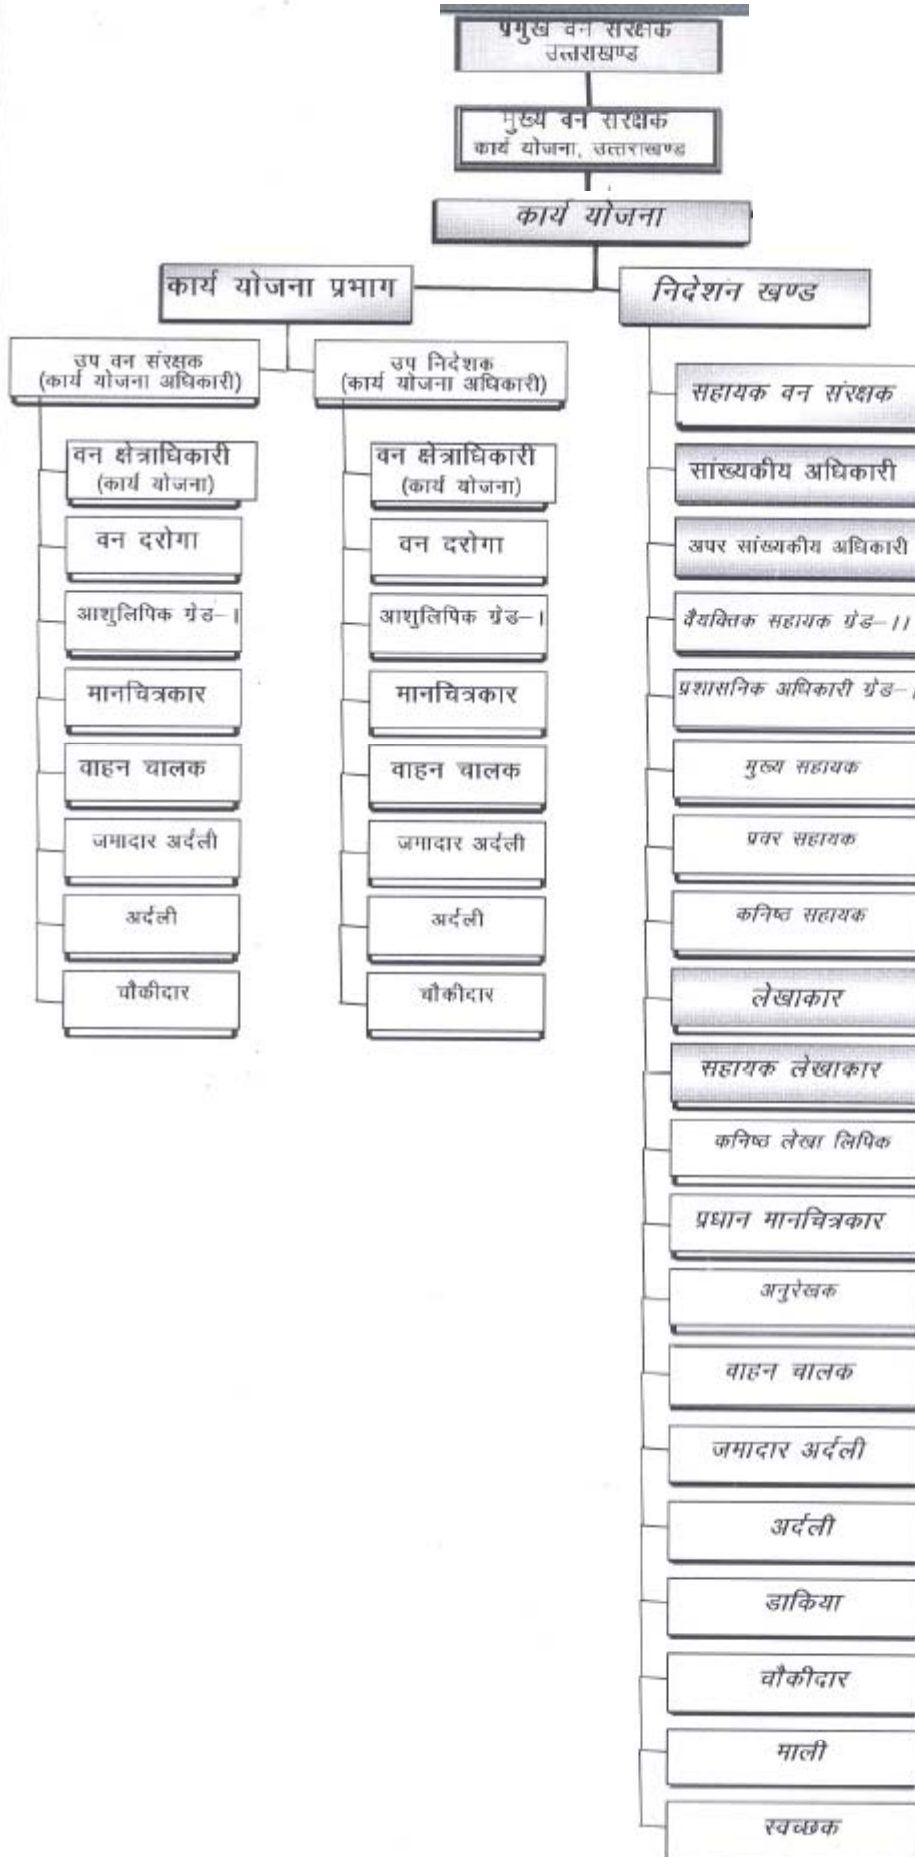 प्रमुख वन संरक्षक
उत्तराखण्ड
मुख्य वन संरक्षक
कार्य योजना, उत्तराखण्ड
कार्य योजना
कार्य योजना प्रभाग
निदेशन खण्ड
उप वन संरक्षक
(कार्य योजना अधिकारी)
वन क्षेत्राधिकारी
(कार्य योजना)
वन दरोगा
आशुलिपिक ग्रेड-।
मानचित्रकार
वाहन चालक
जमादार अर्दली
अर्दली
चौकीदार
उप निदेशक
(कार्य योजना अधिकारी)
वन क्षेत्राधिकारी
(कार्य योजना)
वन दरोगा
आशुलिपिक ग्रेड-।
मानचित्रकार
वाहन चालक
जमादार अर्दली
अर्दली
चौकीदार
सहायक वन संरक्षक
सांख्यकीय अधिकारी
अपर सांख्यकीय अधिकारी
वैयक्तिक सहायक ग्रेड-।।
प्रशासनिक अधिकारी ग्रेड-।
मुख्य सहायक
प्रवर सहायक
कनिष्ठ सहायक
लेखाकार
सहायक लेखाकार
कनिष्ठ लेखा लिपिक
प्रधान मानचित्रकार
अनुरेखक
वाहन चालक
जमादार अर्दली
अर्दली
डाकिया
चौकीदार
माली
स्वच्छक